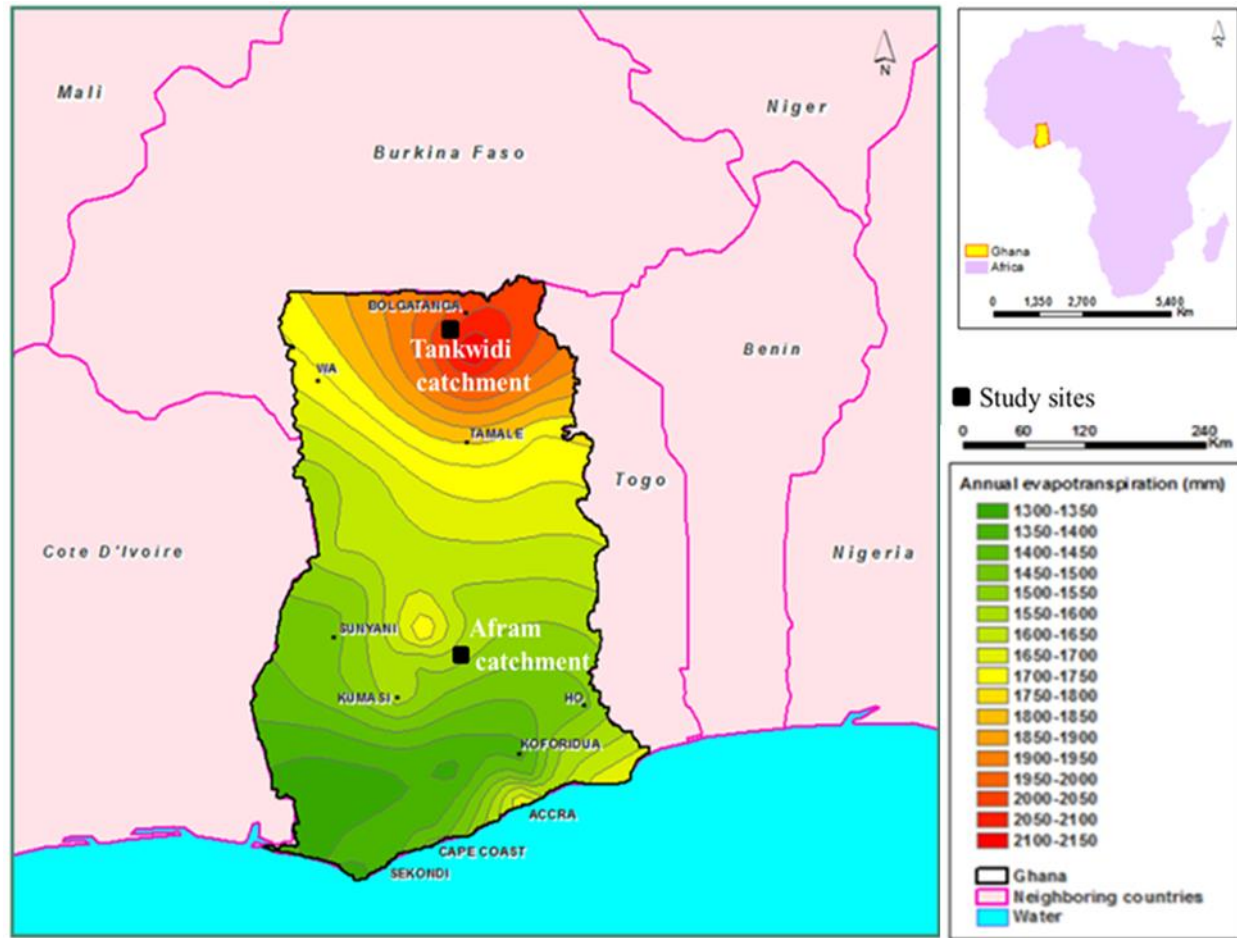 Mali
Niger
Burkina Faso
BOLGATANGA
Tankwidi
catchment
WA
TAMALE
Benin
Togo
Cote D'Ivoire
Nigeria
SUNYANI
Afram
catchment
KUMASI
HO
KOFORIDUA
ACCRA
CAPE COAST
SEKONDI
N
N
Ghana
Africa
0 1,350 2,700 5,400
Km
Study sites
0 60 120 240
Km
Annual evapotranspiration (mm)
1300-1350
1350-1400
1400-1450
1450-1500
1500-1550
1550-1600
1600-1650
1650-1700
1700-1750
1750-1800
1800-1850
1850-1900
1900-1950
1950-2000
2000-2050
2050-2100
2100-2150
Ghana
Neighboring countries
Water